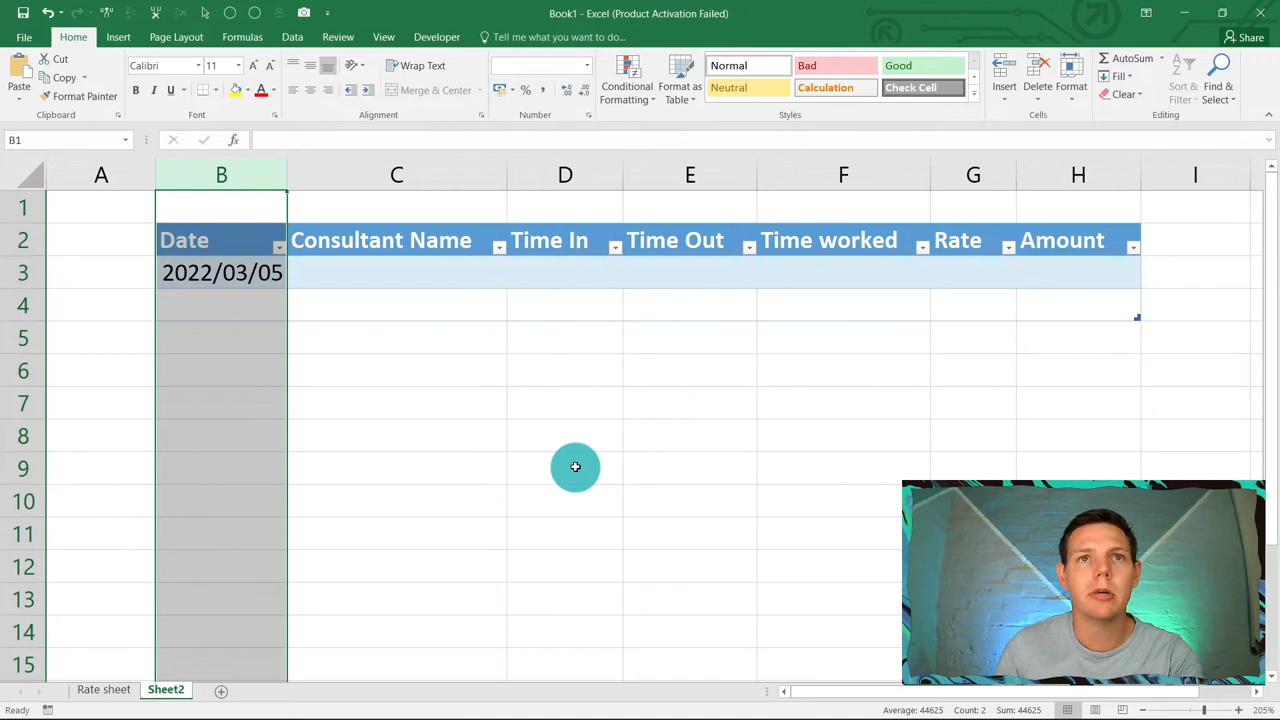 Book1 - Excel (Product Activation Failed)
File Home Insert Page Layout Formulas Data Review View Developer Tell me what you want to do... Share
Paste
Cut
Copy
Format Painter
Clipboard
Calibri 11 A A
B I U A
Font
Wrap Text
Merge & Center
Alignment
% ,
Number
Conditional Formatting
Format as Table
Normal Bad Good
Neutral Calculation Check Cell
Styles
Insert Delete Format
Cells
AutoSum
Fill
Clear
Sort & Filter
Find & Select
Editing
B1 fx
A B C D E F G H I
1
2 Date Consultant Name Time In Time Out Time worked Rate Amount
3 2022/03/05
4
5
6
7
8
9
10
11
12
13
14
15
Rate sheet Sheet2
Ready Average: 44625 Count: 2 Sum: 44625 205%